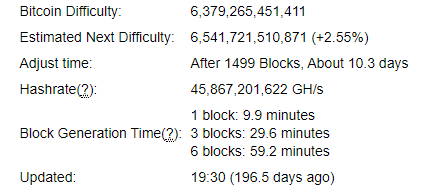 Bitcoin Difficulty: 6,379,265,451,411
Estimated Next Difficulty: 6,541,721,510,871 (+2.55%)
Adjust time: After 1499 Blocks, About 10.3 days
Hashrate(?): 45,867,201,622 GH/s
Block Generation Time(?): 1 block: 9.9 minutes
3 blocks: 29.6 minutes
6 blocks: 59.2 minutes
Updated: 19:30 (196.5 days ago)